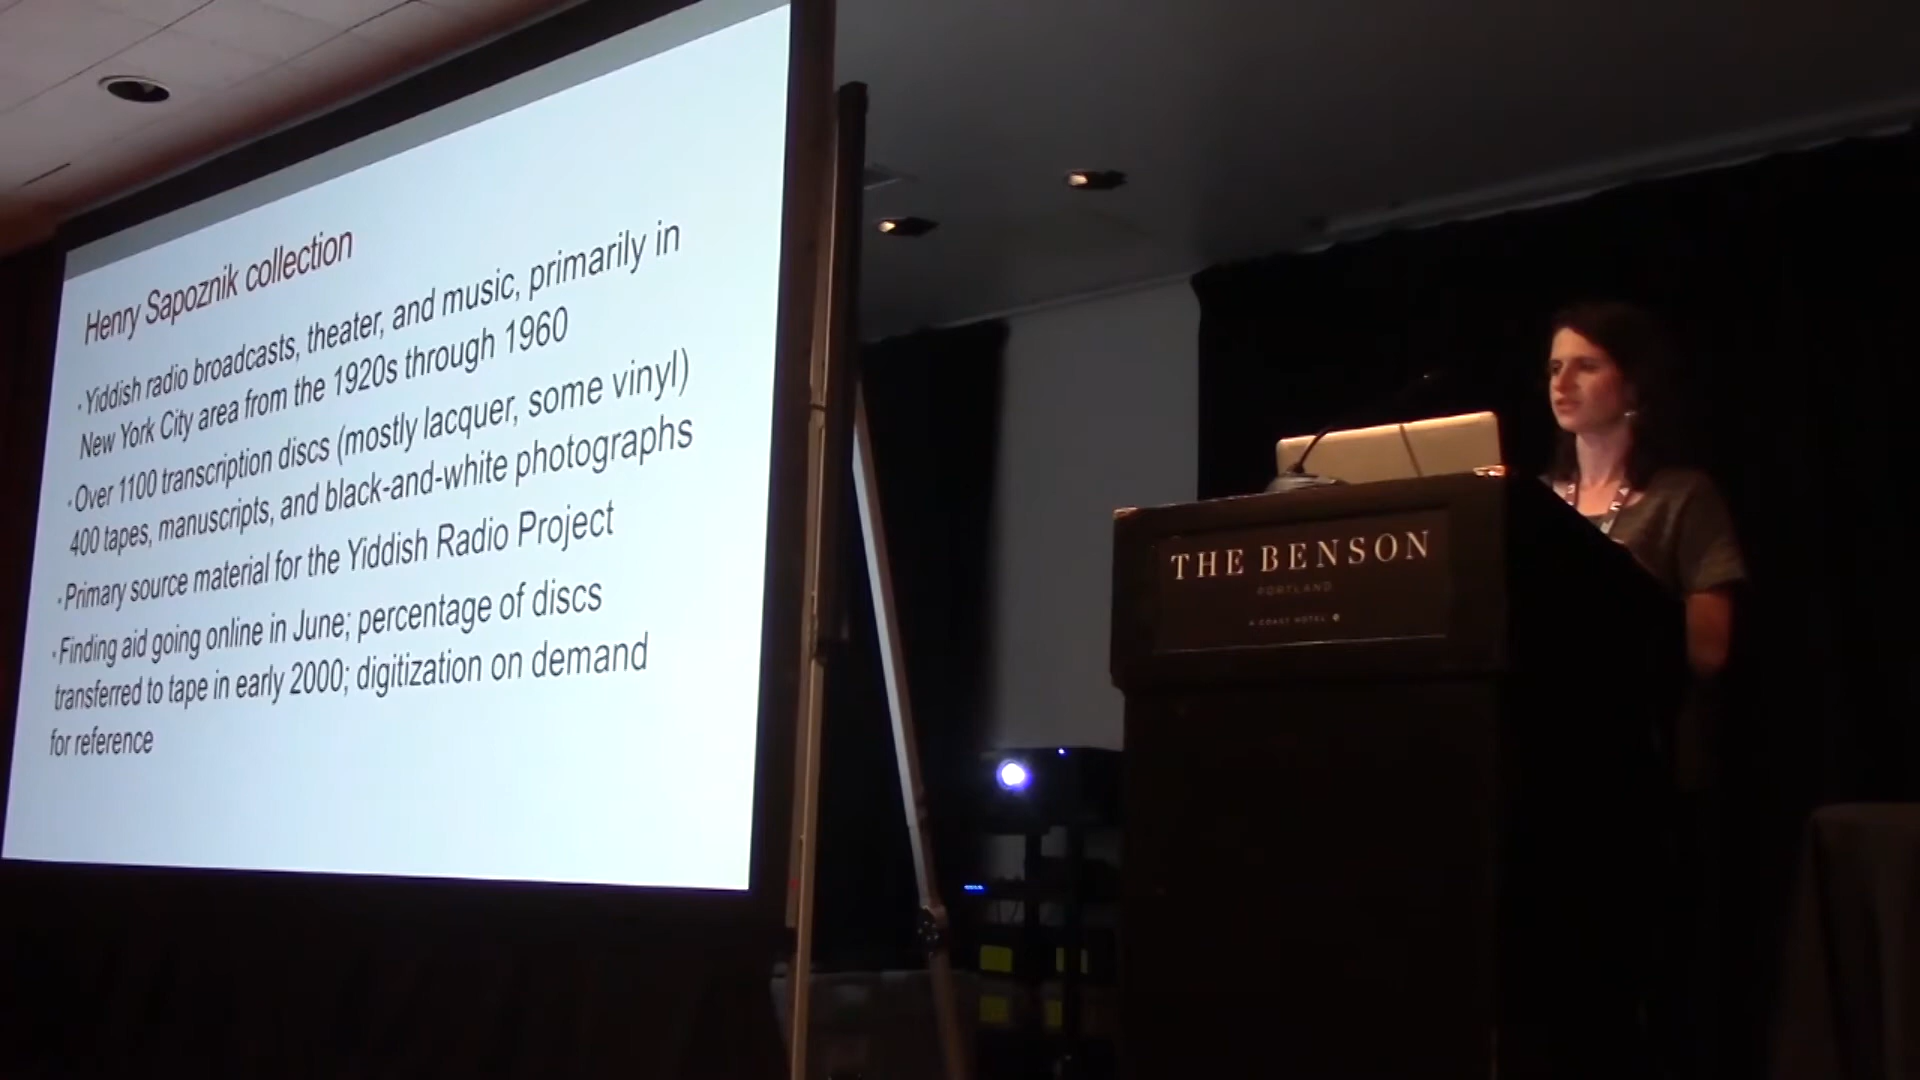 Henry Sapoznik collection
·Yiddish radio broadcasts, theater, and music, primarily in
New York City area from the 1920s through 1960
·Over 1100 transcription discs (mostly lacquer, some vinyl)
400 tapes, manuscripts, and black-and-white photographs
·Primary source material for the Yiddish Radio Project
·Finding aid going online in June; percentage of discs
transferred to tape in early 2000; digitization on demand
for reference
THE BENSON
PORTLAND
A COAST HOTEL